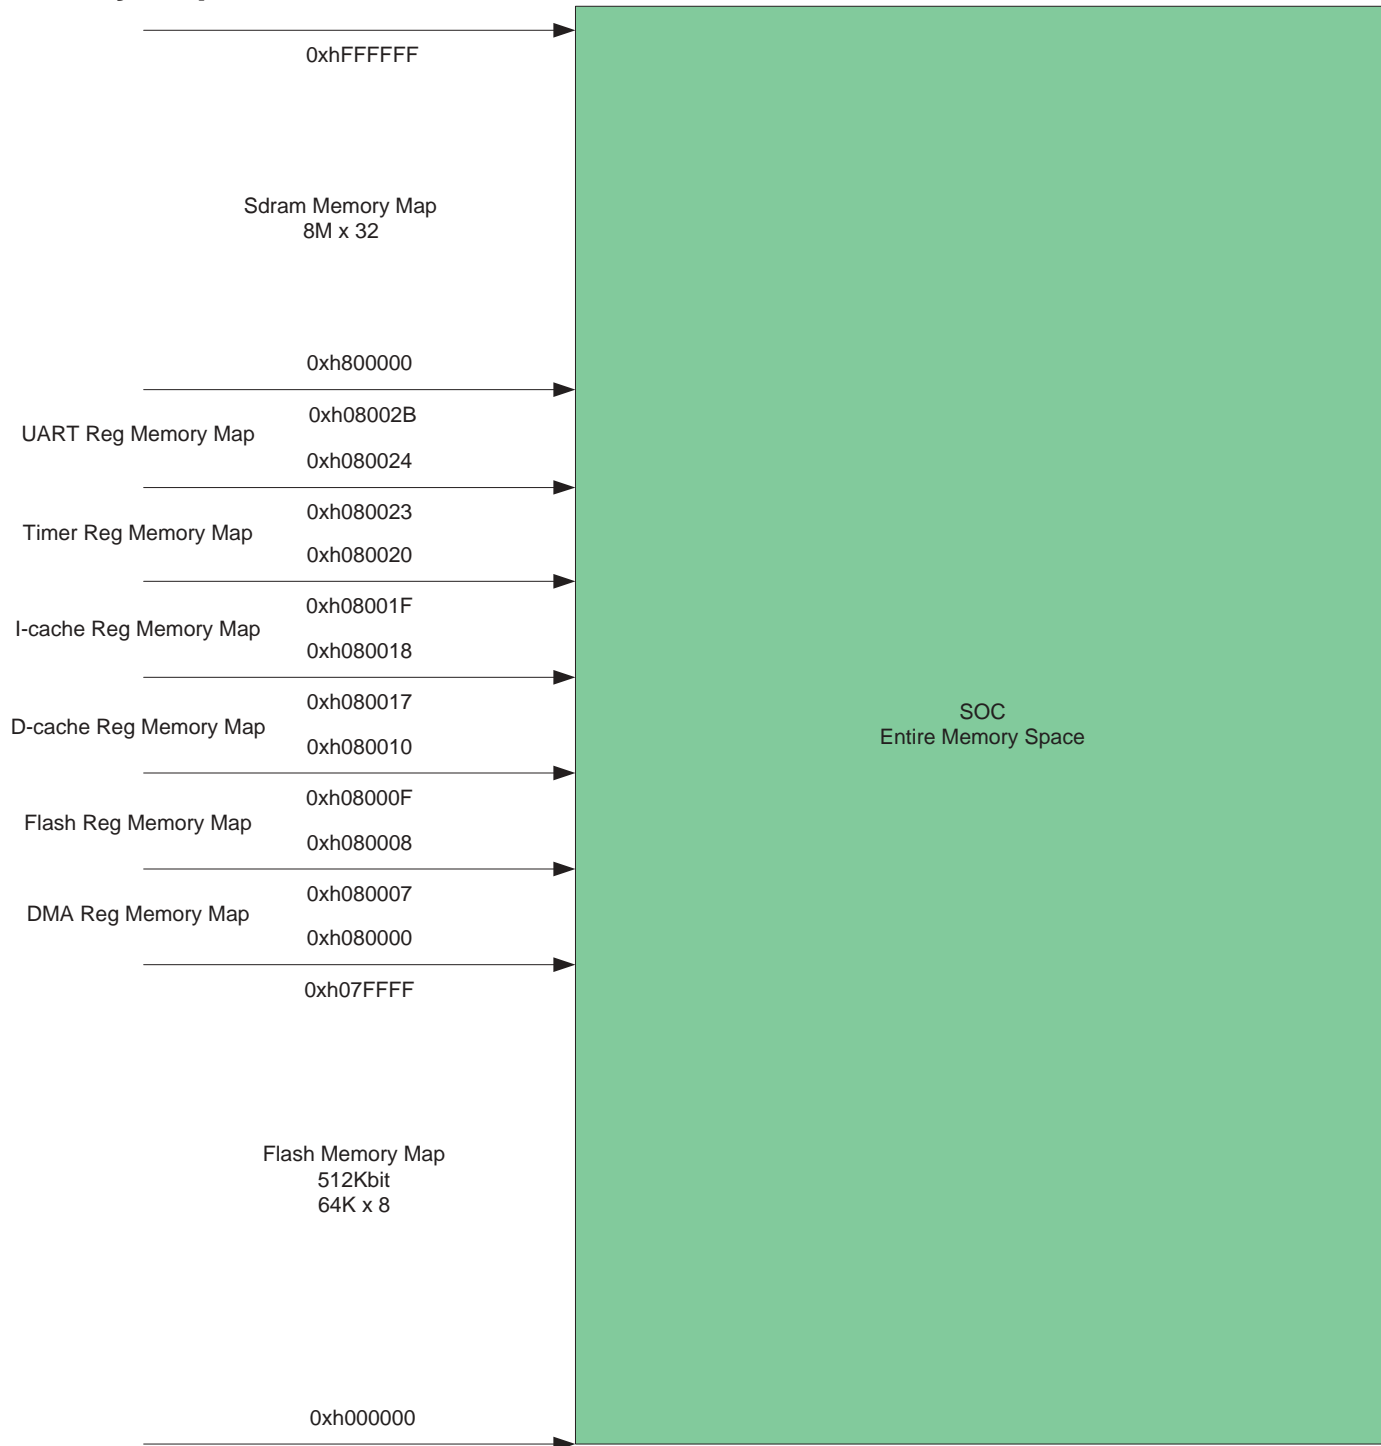 0xhFFFFFF
Sdram Memory Map
8M x 32
0xh800000
0xh08002B
UART Reg Memory Map
0xh080024
0xh080023
Timer Reg Memory Map
0xh080020
0xh08001F
I-cache Reg Memory Map
0xh080018
0xh080017
D-cache Reg Memory Map
0xh080010
SOC
Entire Memory Space
0xh08000F
Flash Reg Memory Map
0xh080008
0xh080007
DMA Reg Memory Map
0xh080000
0xh07FFFF
Flash Memory Map
512Kbit
64K x 8
0xh000000